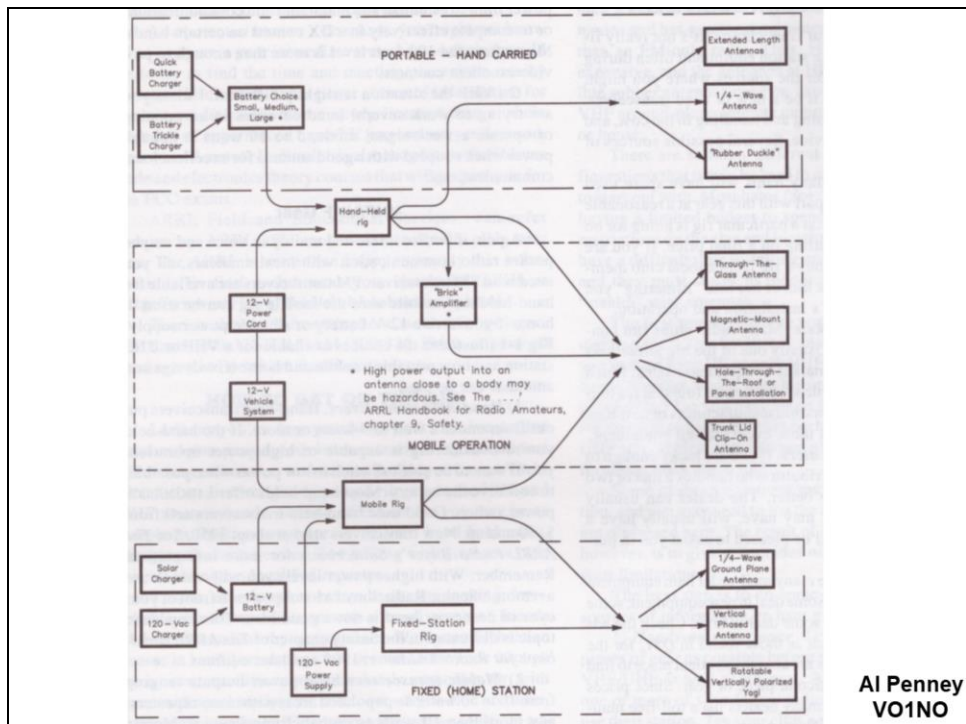 PORTABLE - HAND CARRIED
Quick
Battery
Charger
Battery
Trickle
Charger
Battery Choice
Small, Medium,
Large *
Extended Length
Antennas
1/4-Wave
Antenna
"Rubber Duckie"
Antenna
Hand-Held
rig
12-V
Power
Cord
"Brick"
Amplifier
*
12-V
Vehicle
System
* High power output into an
antenna close to a body may
be hazardous. See The
ARRL Handbook for Radio Amateurs,
chapter 9, Safety.
MOBILE OPERATION
Through-The-
Glass Antenna
Magnetic-Mount
Antenna
Hole-Through-
The-Roof or
Panel Installation
Trunk Lid
Clip-On
Antenna
Mobile Rig
Solar
Charger
120-Vac
Charger
12-V
Battery
Fixed-Station
Rig
120-Vac
Power
Supply
1/4-Wave
Ground Plane
Antenna
Vertical
Phased
Antenna
Rotatable
Vertically Polarized
Yagi
FIXED (HOME) STATION
Al Penney
VO1NO